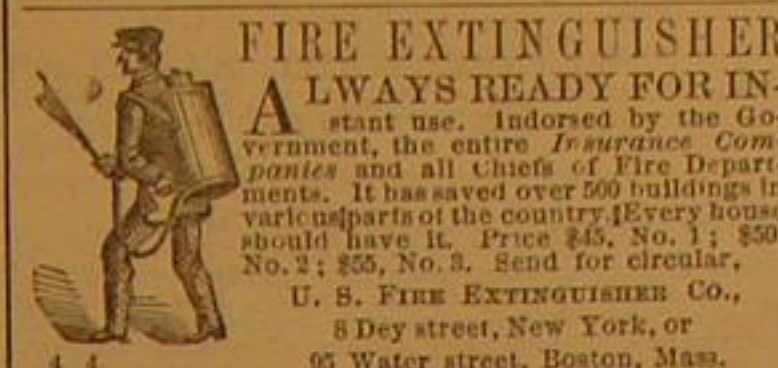 FIRE EXTINGUISHER
ALWAYS READY FOR IN-
stant use. Indorsed by the Go-
vernment, the entire Insurance Com-
panies and all Chiefs of Fire Depart-
ments. It has saved over 500 buildings in
various parts of the country. Every house
should have it. Price $45, No. 1; $50
No. 2; $55, No. 3. Send for circular,
U. S. FIRE EXTINGUISHER CO.,
8 Dey street, New York, or
95 Water street, Boston, Mass.
4 4